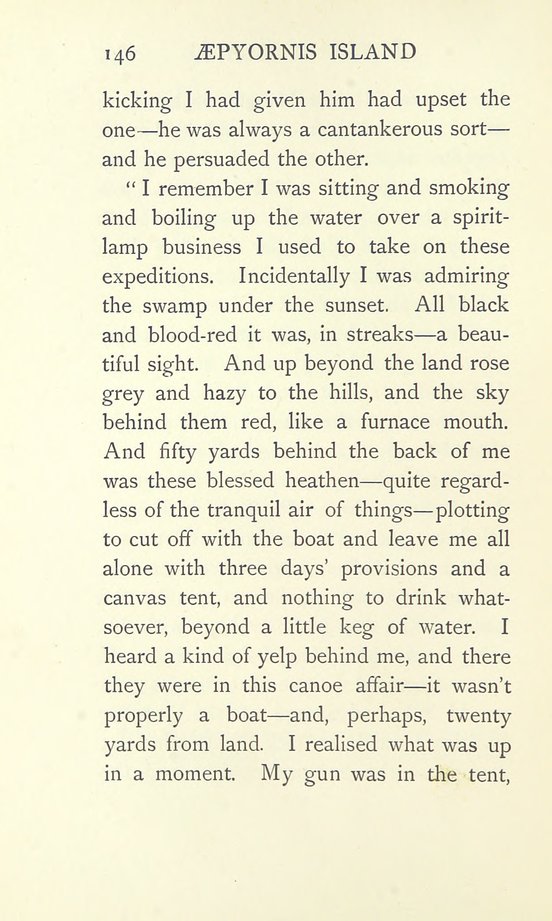 146 ÆPYORNIS ISLAND
kicking I had given him had upset the
one—he was always a cantankerous sort—
and he persuaded the other.
“ I remember I was sitting and smoking
and boiling up the water over a spirit-
lamp business I used to take on these
expeditions. Incidentally I was admiring
the swamp under the sunset. All black
and blood-red it was, in streaks—a beau-
tiful sight. And up beyond the land rose
grey and hazy to the hills, and the sky
behind them red, like a furnace mouth.
And fifty yards behind the back of me
was these blessed heathen—quite regard-
less of the tranquil air of things—plotting
to cut off with the boat and leave me all
alone with three days’ provisions and a
canvas tent, and nothing to drink what-
soever, beyond a little keg of water. I
heard a kind of yelp behind me, and there
they were in this canoe affair—it wasn’t
properly a boat—and, perhaps, twenty
yards from land. I realised what was up
in a moment. My gun was in the tent,